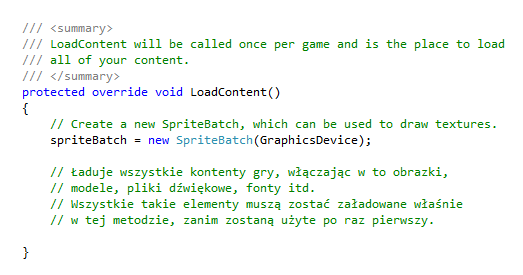 /// <summary>
/// LoadContent will be called once per game and is the place to load
/// all of your content.
/// </summary>
protected override void LoadContent()
{
// Create a new SpriteBatch, which can be used to draw textures.
spriteBatch = new SpriteBatch(GraphicsDevice);
// Ładuje wszystkie kontenty gry, włączając w to obrazki,
// modele, pliki dźwiękowe, fonty itd.
// Wszystkie takie elementy muszą zostać załadowane właśnie
// w tej metodzie, zanim zostaną użyte po raz pierwszy.
}